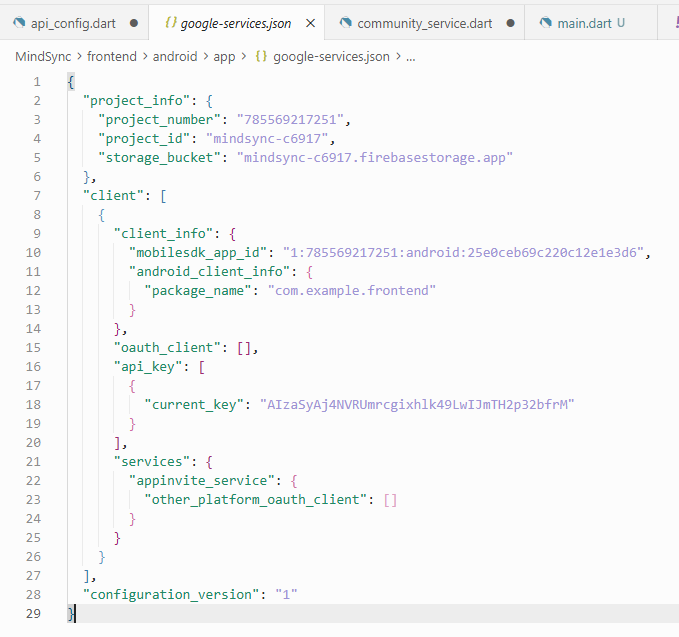 api_config.dart
google-services.json
community_service.dart
main.dart U
MindSync > frontend > android > app > {} google-services.json > ...
1 {
2 "project_info": {
3 "project_number": "785569217251",
4 "project_id": "mindsync-c6917",
5 "storage_bucket": "mindsync-c6917.firebasestorage.app"
6 },
7 "client": [
8 {
9 "client_info": {
10 "mobilesdk_app_id": "1:785569217251:android:25e0ceb69c220c12e1e3d6",
11 "android_client_info": {
12 "package_name": "com.example.frontend"
13 }
14 },
15 "oauth_client": [],
16 "api_key": [
17 {
18 "current_key": "AIzaSyAj4NVRUmrcgixhlk49LwIJmTH2p32bfrM"
19 }
20 ],
21 "services": {
22 "appinvite_service": {
23 "other_platform_oauth_client": []
24 }
25 }
26 }
27 ],
28 "configuration_version": "1"
29 }